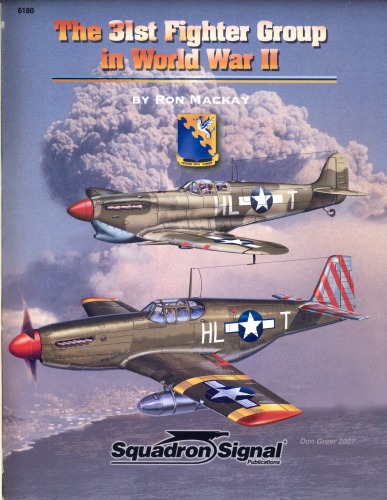 6180
The 31st Fighter Group
in World War II
BY RON MACKAY
HL T
HL T
Don Greer 2007
Squadron Signal®
Publications